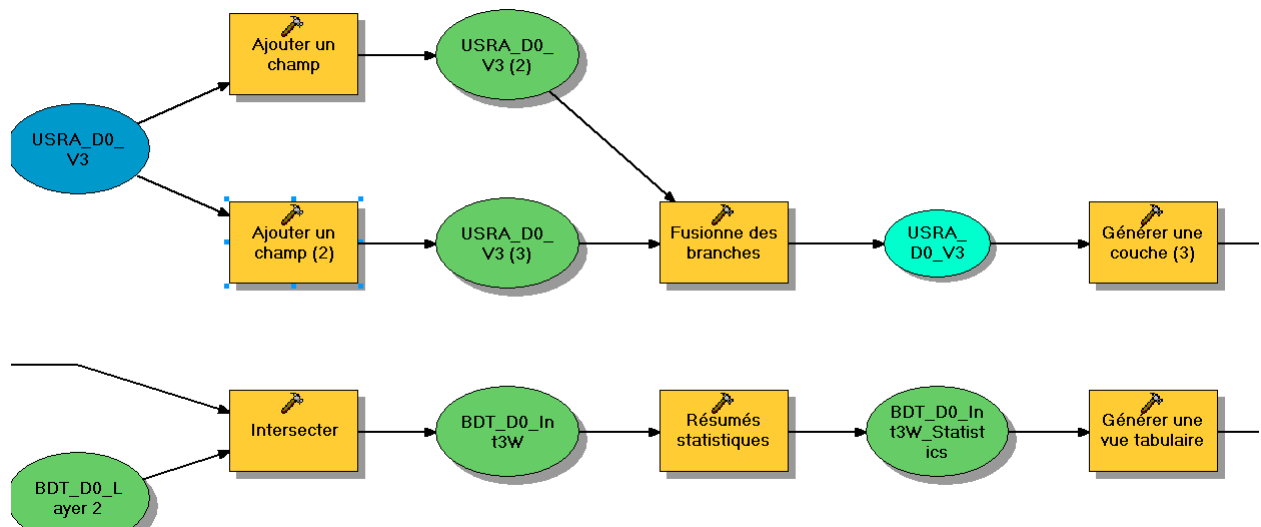 Ajouter un
champ
USRA_D0_
V3 (2)
USRA_D0_
V3
Ajouter un
champ (2)
USRA_D0_
V3 (3)
Fusionne des
branches
USRA_
D0_V3
Générer une
couche (3)
Intersecter
BDT_D0_In
t3W
Résumés
statistiques
BDT_D0_In
t3W_Statist
ics
Générer une
vue tabulaire
BDT_D0_L
ayer 2